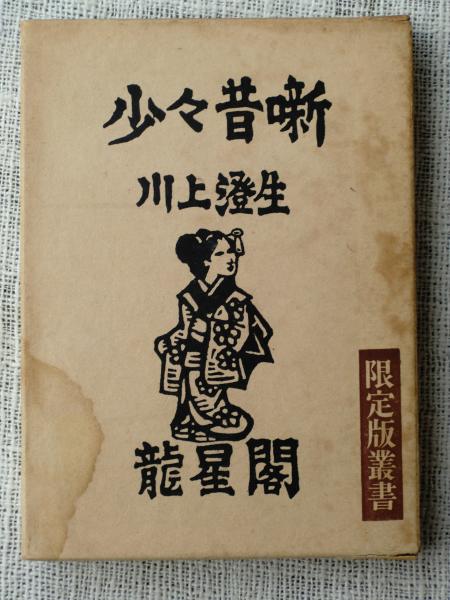 少々昔噺
川上澄生
龍星閣
限定版叢書